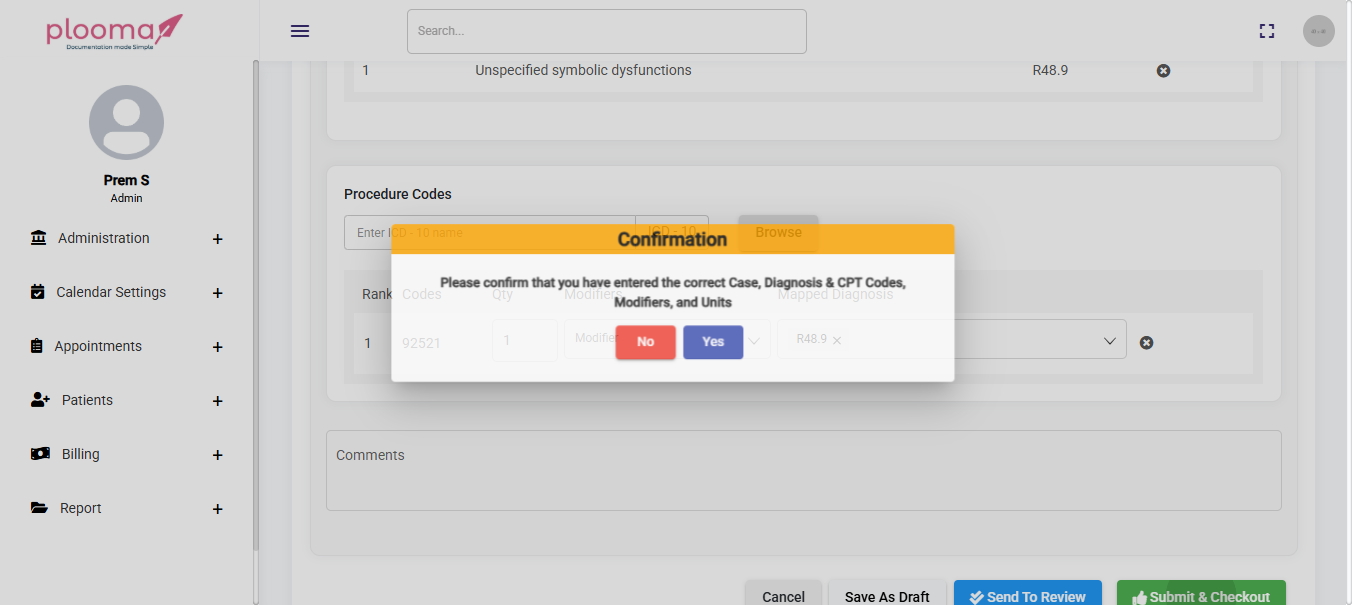 plooma
Documentation made Simple
Search...
1 Unspecified symbolic dysfunctions R48.9
Prem S
Admin
Administration +
Calendar Settings +
Appointments +
Patients +
Billing +
Report +
Procedure Codes
Enter ICD - 10 name ICD - 10 Browse
Confirmation
Please confirm that you have entered the correct Case, Diagnosis & CPT Codes,
Modifiers, and Units
No Yes
Rank Codes Qty Modifiers Mapped Diagnosis
1 92521 1 Modifie R48.9 ×
Comments
Cancel Save As Draft Send To Review Submit & Checkout